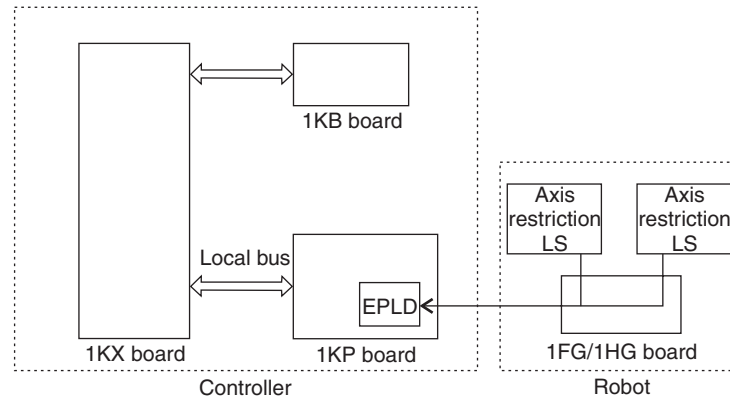 1KB board
Axis
restriction
LS
Axis
restriction
LS
Local bus
EPLD
1KX board
1KP board
1FG/1HG board
Controller
Robot